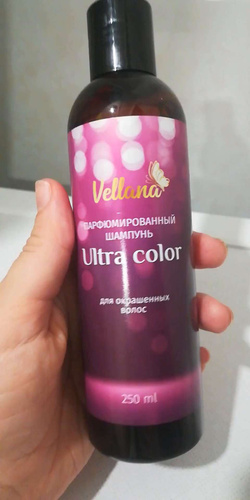 Vellana
ПАРФЮМИРОВАННЫЙ
ШАМПУНЬ
Ultra color
для окрашенных
волос
250 ml